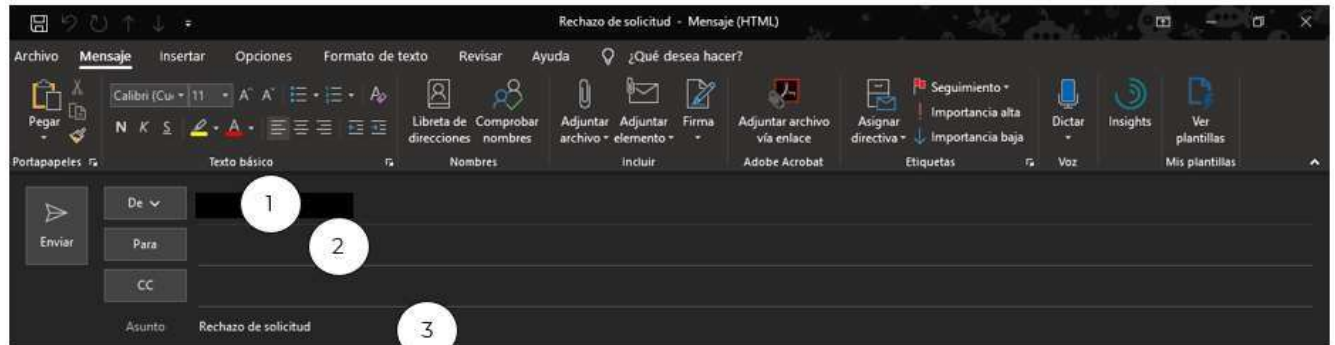 Rechazo de solicitud - Mensaje (HTML)
Archivo Mensaje Insertar Opciones Formato de texto Revisar Ayuda ¿Qué desea hacer?
Calibri (Cu 11 A A
Pegar N K S A
Libreta de direcciones
Comprobar nombres
Adjuntar archivo
Adjuntar elemento
Firma
Adjuntar archivo vía enlace
Asignar directiva
Seguimiento
Importancia alta
Importancia baja
Dictar
Insights
Ver plantillas
Portapapeles Texto básico Nombres Incluir Adobe Acrobat Etiquetas Voz Mis plantillas
De 1
Enviar Para 2
CC
Asunto Rechazo de solicitud 3